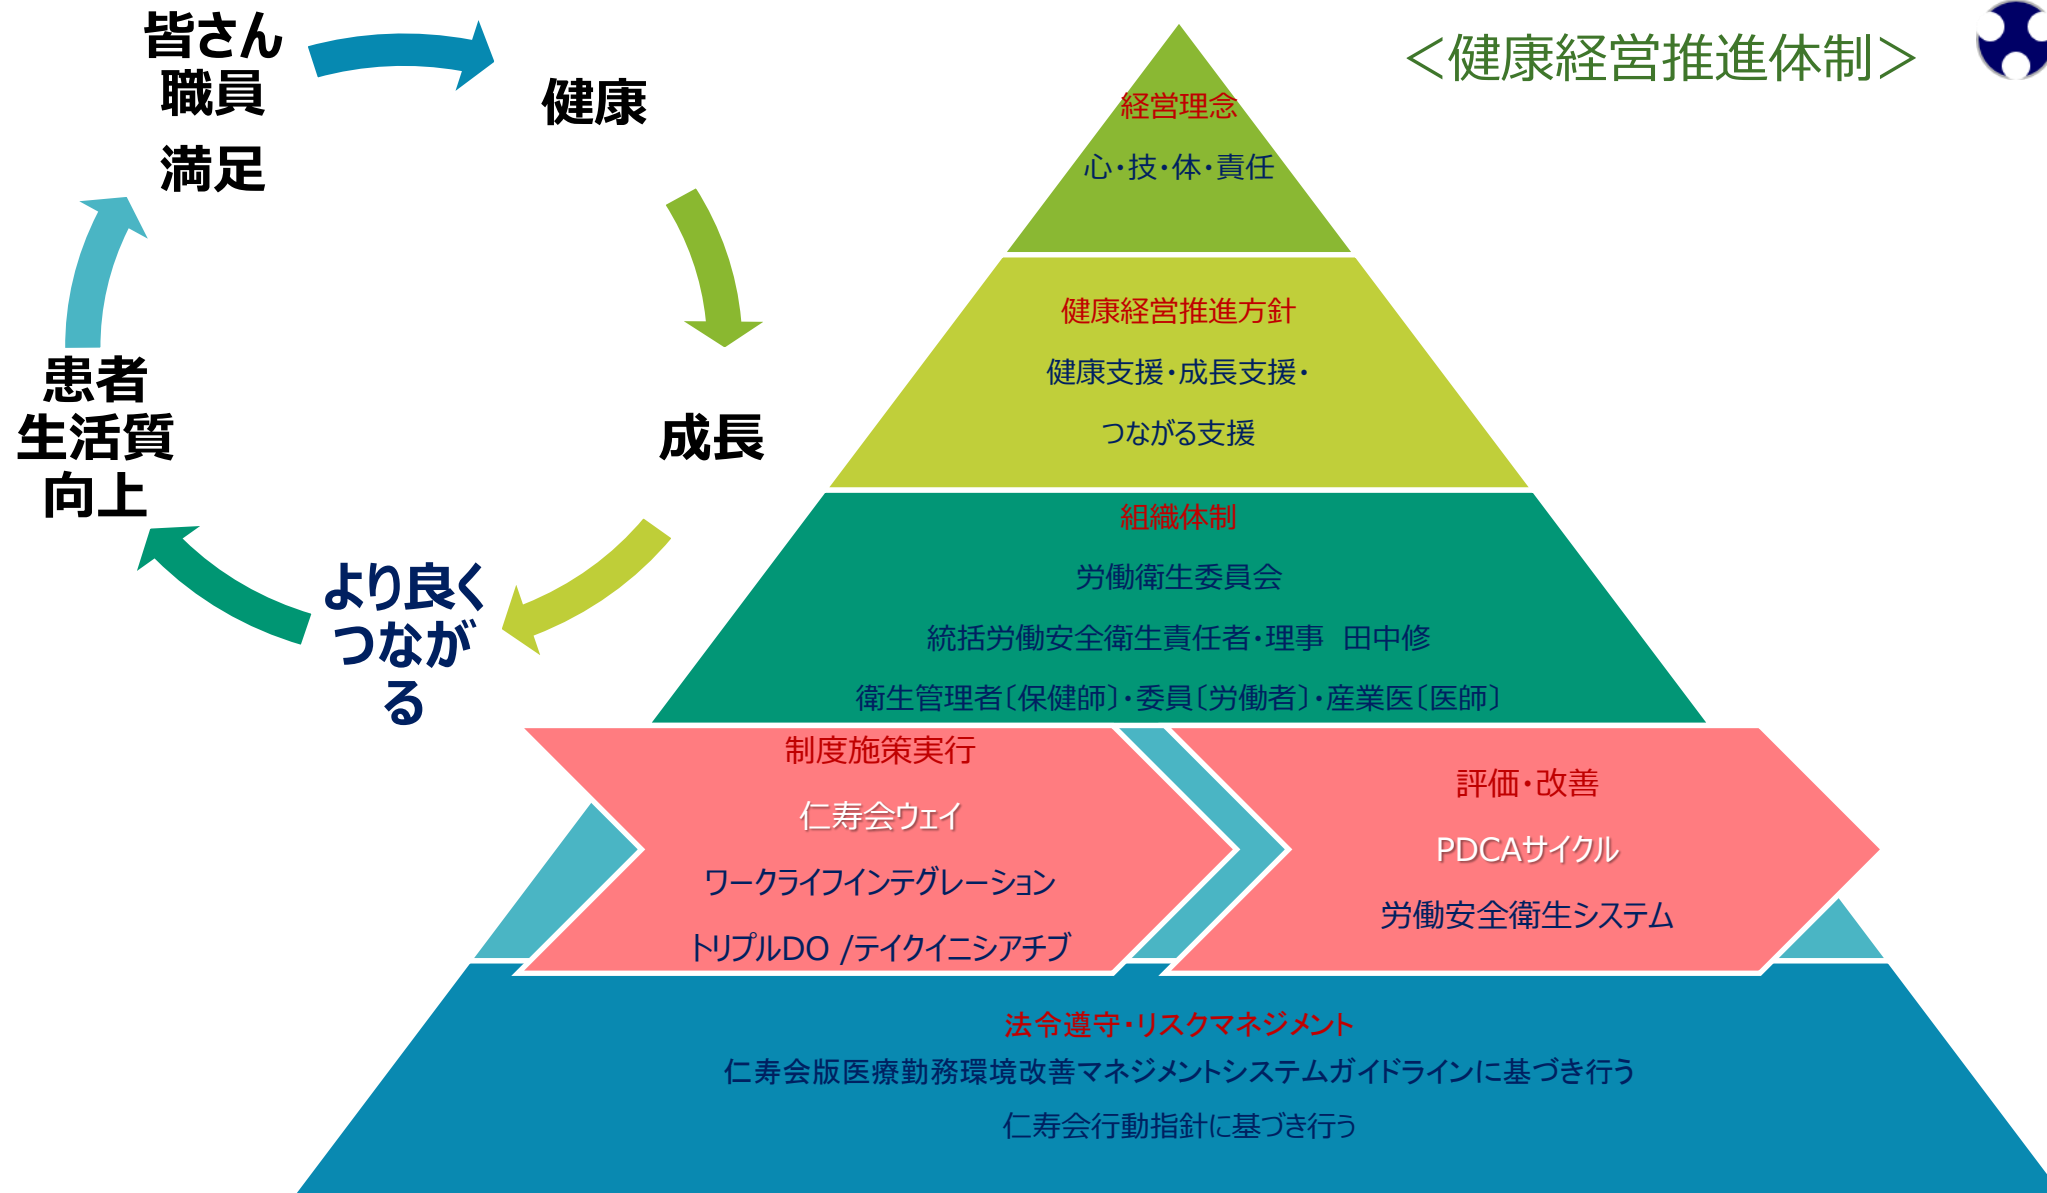 ＜健康経営推進体制＞
皆さん
職員
満足
健康
成長
より良く
つなが
る
患者
生活質
向上
経営理念
心・技・体・責任
健康経営推進方針
健康支援・成長支援・
つながる支援
組織体制
労働衛生委員会
統括労働安全衛生責任者・理事　田中修
衛生管理者〔保健師〕・委員〔労働者〕・産業医〔医師〕
制度施策実行
仁寿会ウェイ
ワークライフインテグレーション
トリプルDO /テイクイニシアチブ
評価・改善
PDCAサイクル
労働安全衛生システム
法令遵守・リスクマネジメント
仁寿会版医療勤務環境改善マネジメントシステムガイドラインに基づき行う
仁寿会行動指針に基づき行う